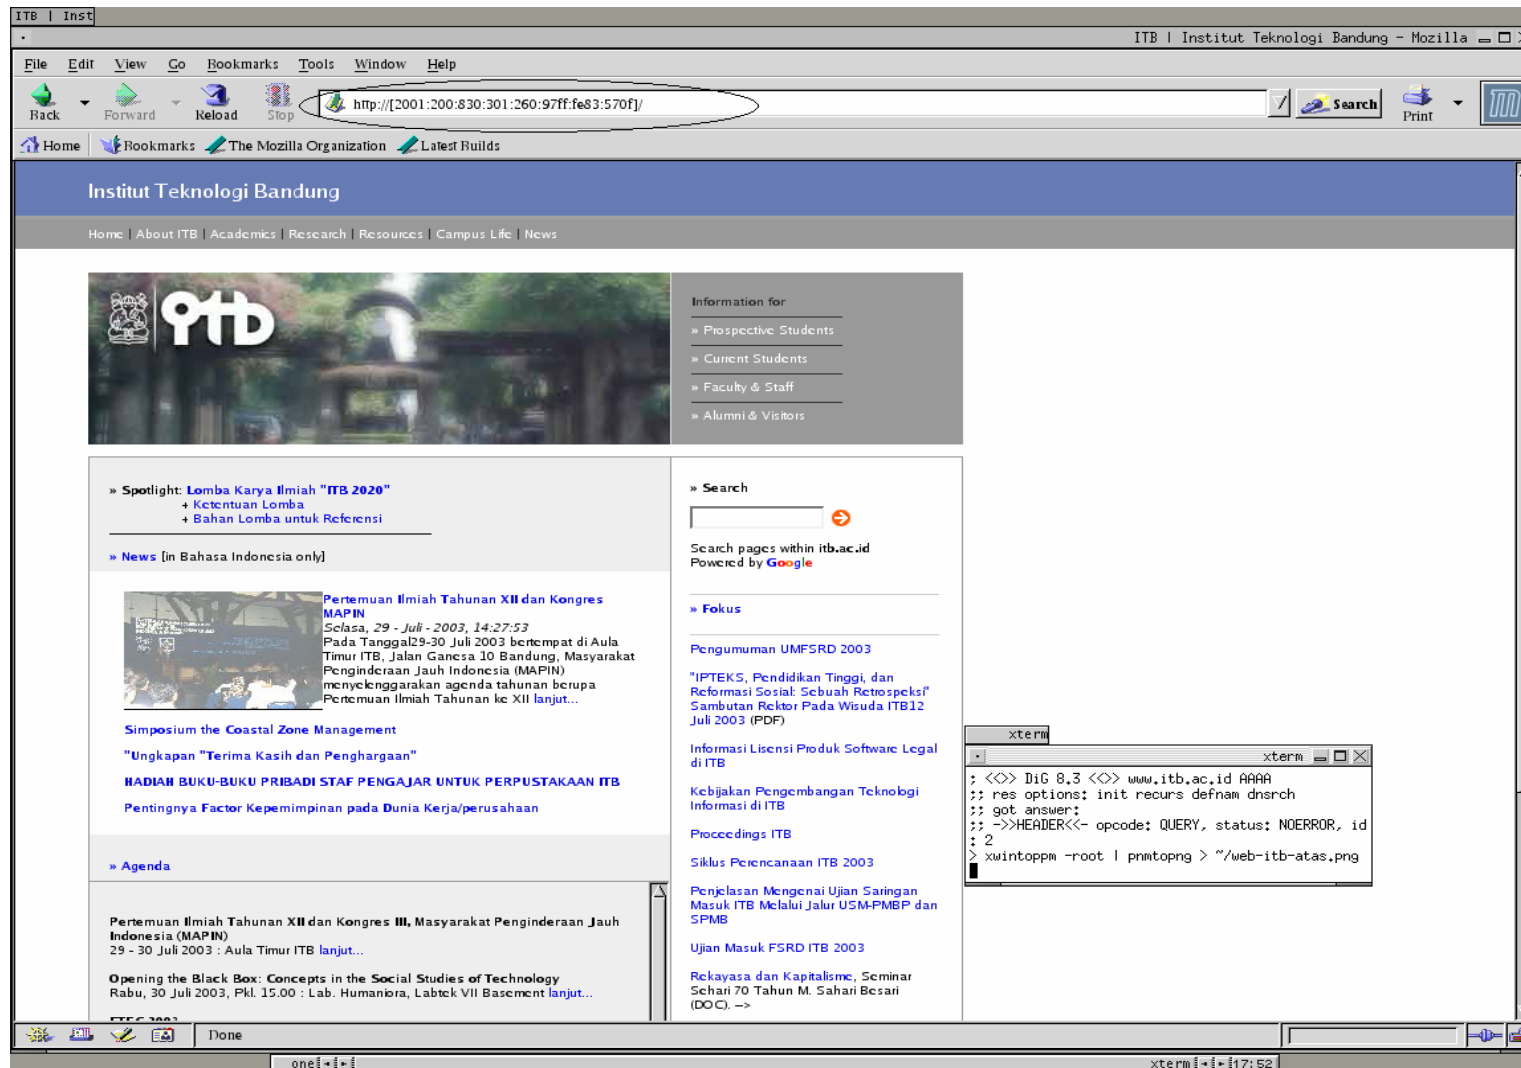 ITB | Inst
ITB | Institut Teknologi Bandung - Mozilla
File Edit View Go Bookmarks Tools Window Help
Back Forward Reload Stop http://[2001:200:830:301:260:97ff:fe83:570f]/ Search Print
Home Bookmarks The Mozilla Organization Latest Builds
Institut Teknologi Bandung
Home | About ITB | Academics | Research | Resources | Campus Life | News
itb
Information for
» Prospective Students
» Current Students
» Faculty & Staff
» Alumni & Visitors
» Spotlight: Lomba Karya Ilmiah "ITB 2020"
+ Ketentuan Lomba
+ Bahan Lomba untuk Referensi
» News [in Bahasa Indonesia only]
Pertemuan Ilmiah Tahunan XII dan Kongres
MAPIN
Selasa, 29 - Juli - 2003, 14:27:53
Pada Tanggal29-30 Juli 2003 bertempat di Aula
Timur ITB, Jalan Ganesa 10 Bandung, Masyarakat
Penginderaan Jauh Indonesia (MAPIN)
menyelenggarakan agenda tahunan berupa
Pertemuan Ilmiah Tahunan ke XII lanjut...
Simposium the Coastal Zone Management
"Ungkapan "Terima Kasih dan Penghargaan"
HADIAH BUKU-BUKU PRIBADI STAF PENGAJAR UNTUK PERPUSTAKAAN ITB
Pentingnya Factor Kepemimpinan pada Dunia Kerja/perusahaan
» Agenda
Pertemuan Ilmiah Tahunan XII dan Kongres III, Masyarakat Penginderaan Jauh
Indonesia (MAPIN)
29 - 30 Juli 2003 : Aula Timur ITB lanjut...
Opening the Black Box: Concepts in the Social Studies of Technology
Rabu, 30 Juli 2003, Pkl. 15.00 : Lab. Humaniora, Labtek VII Basement lanjut...
» Search
Search pages within itb.ac.id
Powered by Google
» Fokus
Pengumuman UMFSRD 2003
"IPTEKS, Pendidikan Tinggi, dan
Reformasi Sosial: Sebuah Retrospeksi"
Sambutan Rektor Pada Wisuda ITB12
Juli 2003 (PDF)
Informasi Lisensi Produk Software Legal
di ITB
Kebijakan Pengembangan Teknologi
Informasi di ITB
Proceedings ITB
Siklus Perencanaan ITB 2003
Penjelasan Mengenai Ujian Saringan
Masuk ITB Melalui Jalur USM-PMBP dan
SPMB
Ujian Masuk FSRD ITB 2003
Rekayasa dan Kapitalisme, Seminar
Sehari 70 Tahun M. Sahari Besari
(DOC). -->
xterm
xterm
; <<>> DiG 8.3 <<>> www.itb.ac.id AAAA
;; res options: init recurs defnam dnsrch
;; got answer:
;; ->>HEADER<<- opcode: QUERY, status: NOERROR, id
: 2
> xwintoppm -root | pnmtopng > ~/web-itb-atas.png
Done
one xterm 17:52